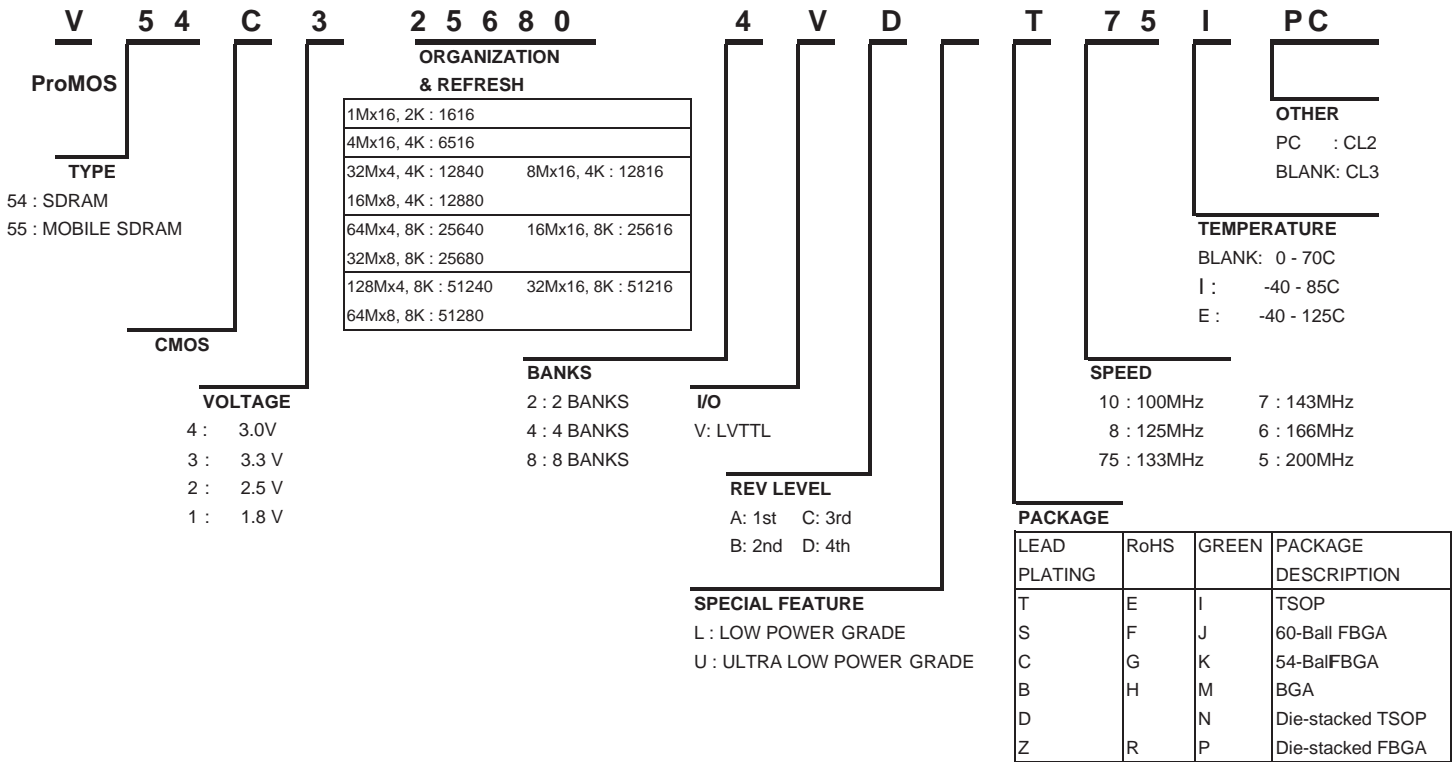 V 54 C 3 25680 4 V D T 75 I PC
ProMOS
ORGANIZATION
& REFRESH
1Mx16, 2K : 1616
4Mx16, 4K : 6516
32Mx4, 4K : 12840 8Mx16, 4K : 12816
16Mx8, 4K : 12880
64Mx4, 8K : 25640 16Mx16, 8K : 25616
32Mx8, 8K : 25680
128Mx4, 8K : 51240 32Mx16, 8K : 51216
64Mx8, 8K : 51280
TYPE
54 : SDRAM
55 : MOBILE SDRAM
CMOS
VOLTAGE
4 : 3.0V
3 : 3.3 V
2 : 2.5 V
1 : 1.8 V
BANKS
2 : 2 BANKS
4 : 4 BANKS
8 : 8 BANKS
I/O
V: LVTTL
REV LEVEL
A: 1st C: 3rd
B: 2nd D: 4th
SPECIAL FEATURE
L : LOW POWER GRADE
U : ULTRA LOW POWER GRADE
OTHER
PC : CL2
BLANK: CL3
TEMPERATURE
BLANK: 0 - 70C
I : -40 - 85C
E : -40 - 125C
SPEED
10 : 100MHz 7 : 143MHz
8 : 125MHz 6 : 166MHz
75 : 133MHz 5 : 200MHz
PACKAGE
LEAD RoHS GREEN PACKAGE
PLATING DESCRIPTION
T E I TSOP
S F J 60-Ball FBGA
C G K 54-BallFBGA
B H M BGA
D N Die-stacked TSOP
Z R P Die-stacked FBGA